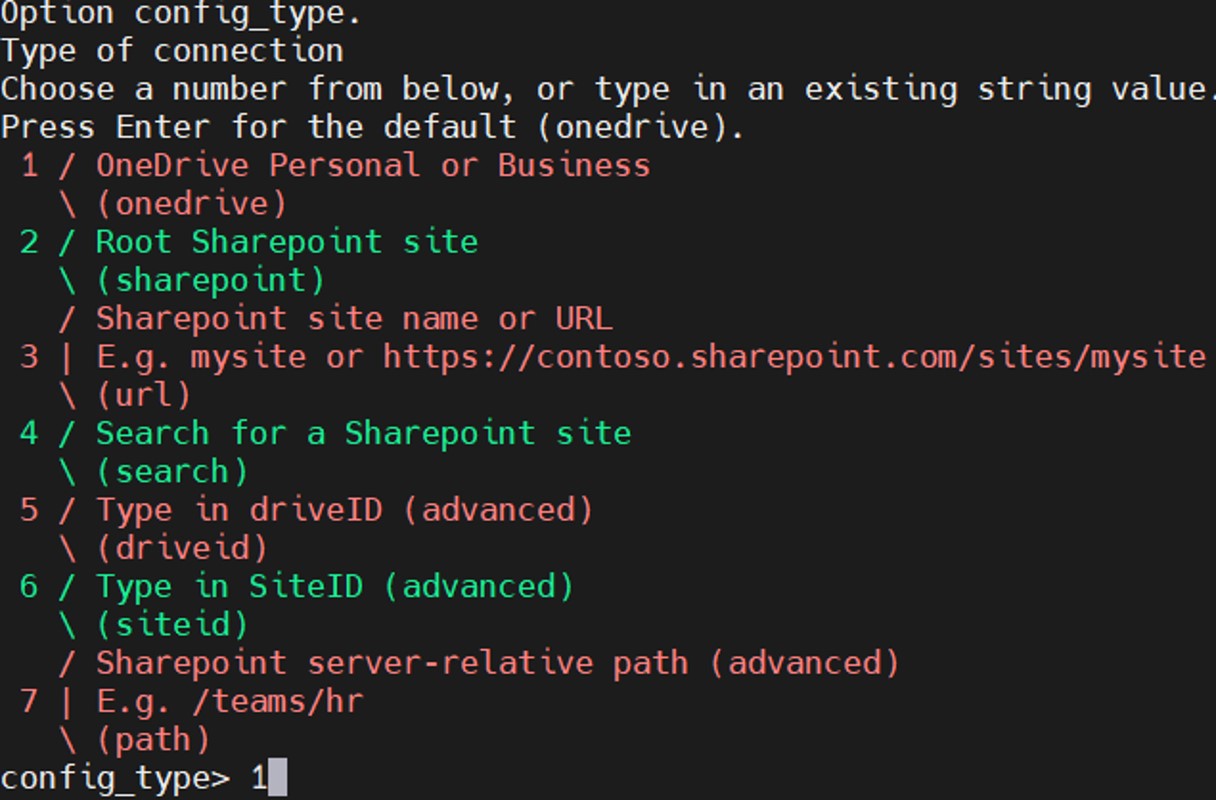 Option config_type.
Type of connection
Choose a number from below, or type in an existing string value.
Press Enter for the default (onedrive).
1 / OneDrive Personal or Business
\ (onedrive)
2 / Root Sharepoint site
\ (sharepoint)
/ Sharepoint site name or URL
3 | E.g. mysite or https://contoso.sharepoint.com/sites/mysite
\ (url)
4 / Search for a Sharepoint site
\ (search)
5 / Type in driveID (advanced)
\ (driveid)
6 / Type in SiteID (advanced)
\ (siteid)
/ Sharepoint server-relative path (advanced)
7 | E.g. /teams/hr
\ (path)
config_type> 1